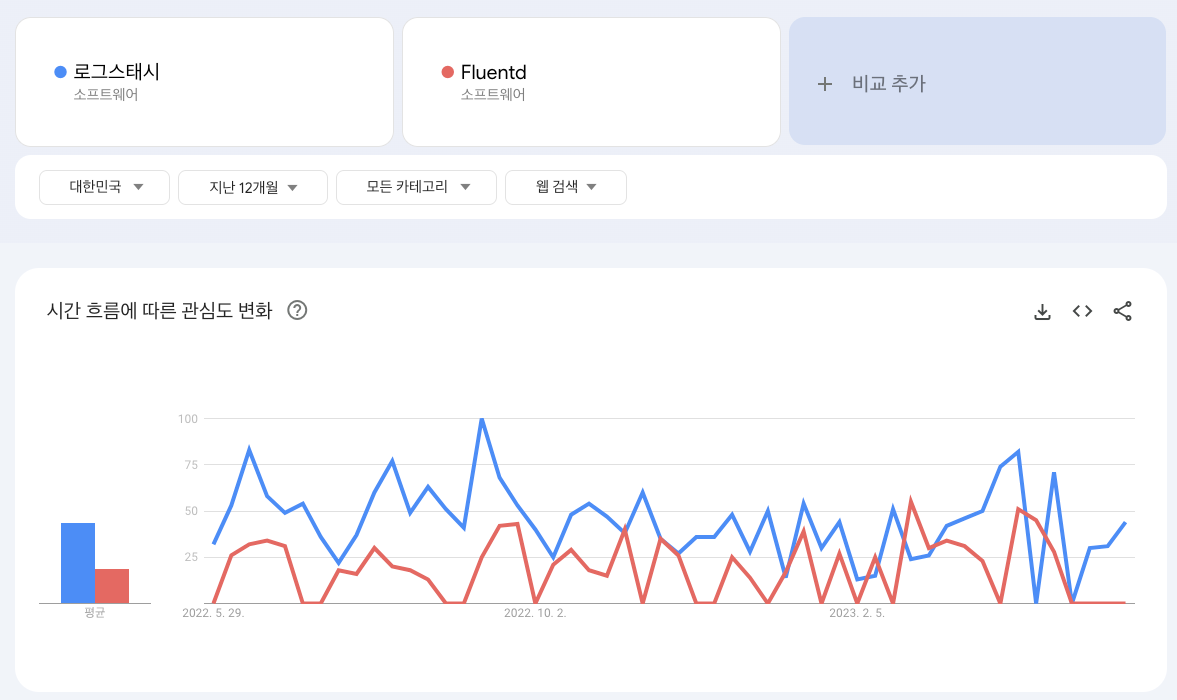 로그스태시
소프트웨어
Fluentd
소프트웨어
+ 비교 추가
대한민국
지난 12개월
모든 카테고리
웹 검색
시간 흐름에 따른 관심도 변화
100
75
50
25
평균
2022. 5. 29.
2022. 10. 2.
2023. 2. 5.